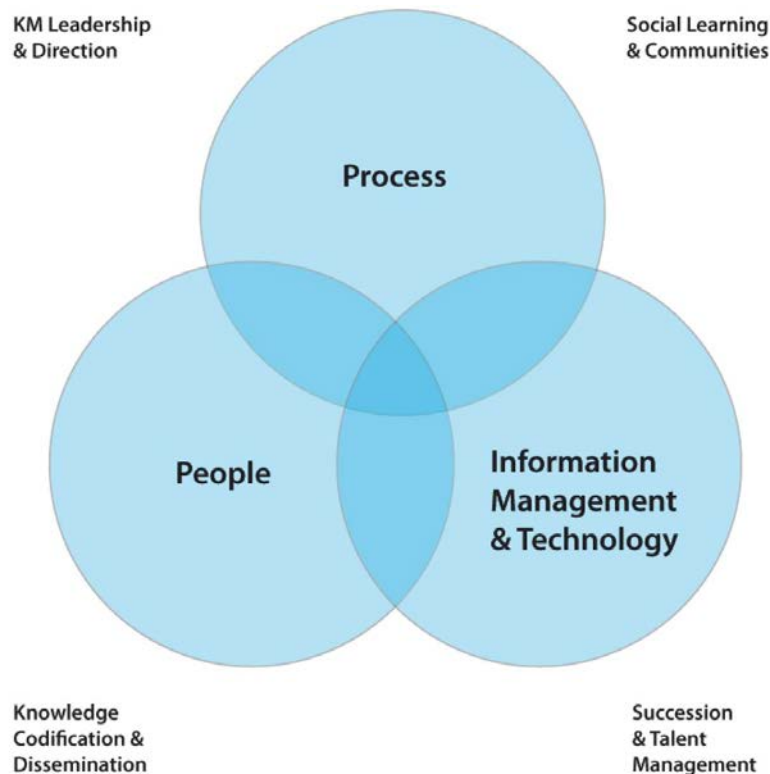 KM Leadership
& Direction
Social Learning
& Communities
Process
People
Information
Management
& Technology
Knowledge
Codification &
Dissemination
Succession
& Talent
Management